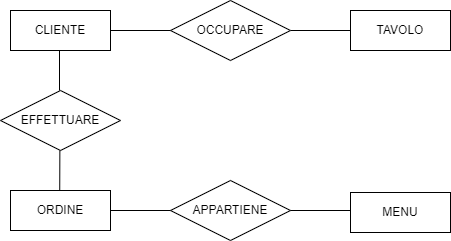 CLIENTE
OCCUPARE
TAVOLO
EFFETTUARE
ORDINE
APPARTIENE
MENU